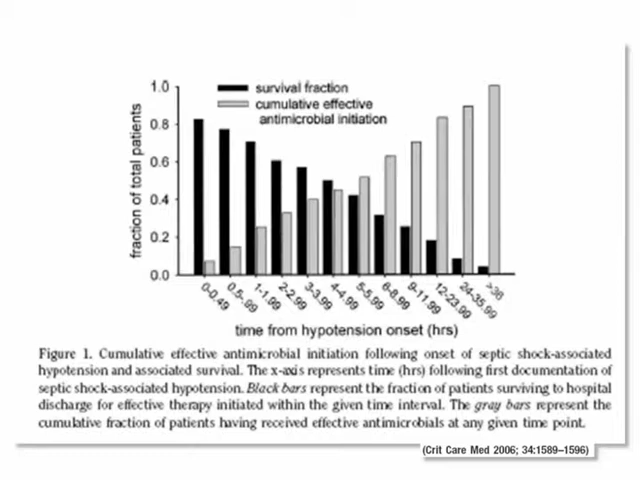 1.0
0.8
0.6
0.4
0.2
0.0
fraction of total patients
survival fraction
cumulative effective
antimicrobial initiation
0-0.49
0.5-.99
1-1.99
2-2.99
3-3.99
4-4.99
5-5.99
6-8.99
9-11.99
12-23.99
24-35.99
>36
time from hypotension onset (hrs)
Figure 1. Cumulative effective antimicrobial initiation following onset of septic shock-associated
hypotension and associated survival. The x-axis represents time (hrs) following first documentation of
septic shock-associated hypotension. Black bars represent the fraction of patients surviving to hospital
discharge for effective therapy initiated within the given time interval. The gray bars represent the
cumulative fraction of patients having received effective antimicrobials at any given time point.
(Crit Care Med 2006; 34:1589–1596)